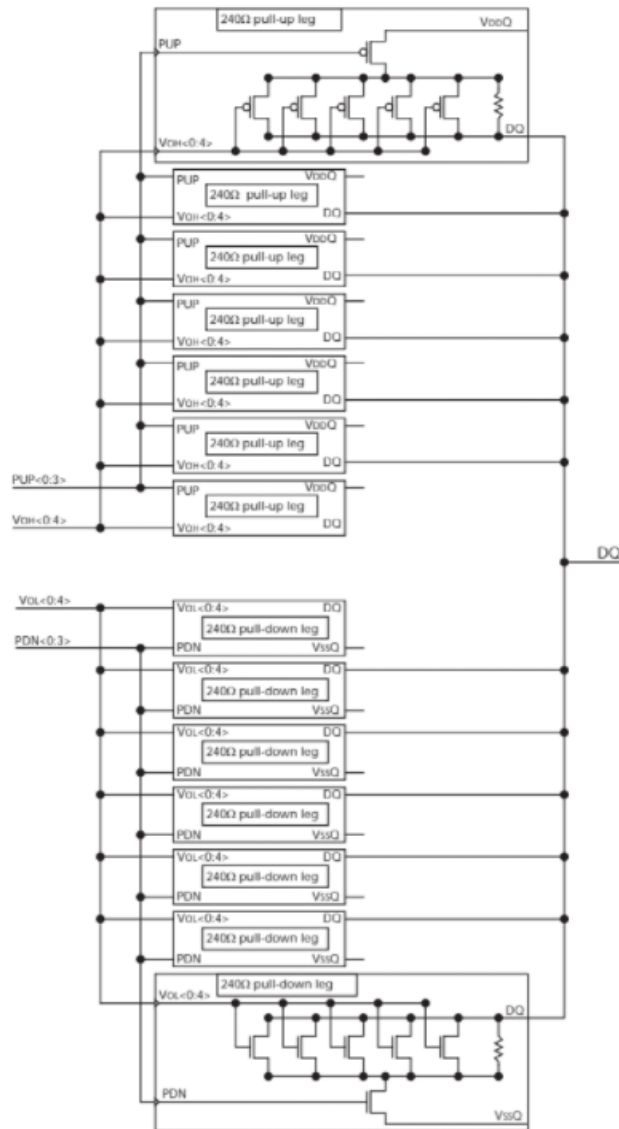 240Ω pull-up leg
VDDQ
PUP
DQ
VOH<0:4>
PUP VDDQ
240Ω pull-up leg
VOH<0:4> DQ
PUP VDDQ
240Ω pull-up leg
VOH<0:4> DQ
PUP VDDQ
240Ω pull-up leg
VOH<0:4> DQ
PUP VDDQ
240Ω pull-up leg
VOH<0:4> DQ
PUP VDDQ
240Ω pull-up leg
VOH<0:4> DQ
PUP<0:3>
PUP VDDQ
240Ω pull-up leg
VOH<0:4>
VOH<0:4> DQ
DQ
VOL<0:4>
VOL<0:4> DQ
240Ω pull-down leg
PDN<0:3>
PDN VSSQ
VOL<0:4> DQ
240Ω pull-down leg
PDN VSSQ
VOL<0:4> DQ
240Ω pull-down leg
PDN VSSQ
VOL<0:4> DQ
240Ω pull-down leg
PDN VSSQ
VOL<0:4> DQ
240Ω pull-down leg
PDN VSSQ
VOL<0:4> DQ
240Ω pull-down leg
PDN VSSQ
240Ω pull-down leg
VOL<0:4>
DQ
PDN
VSSQ